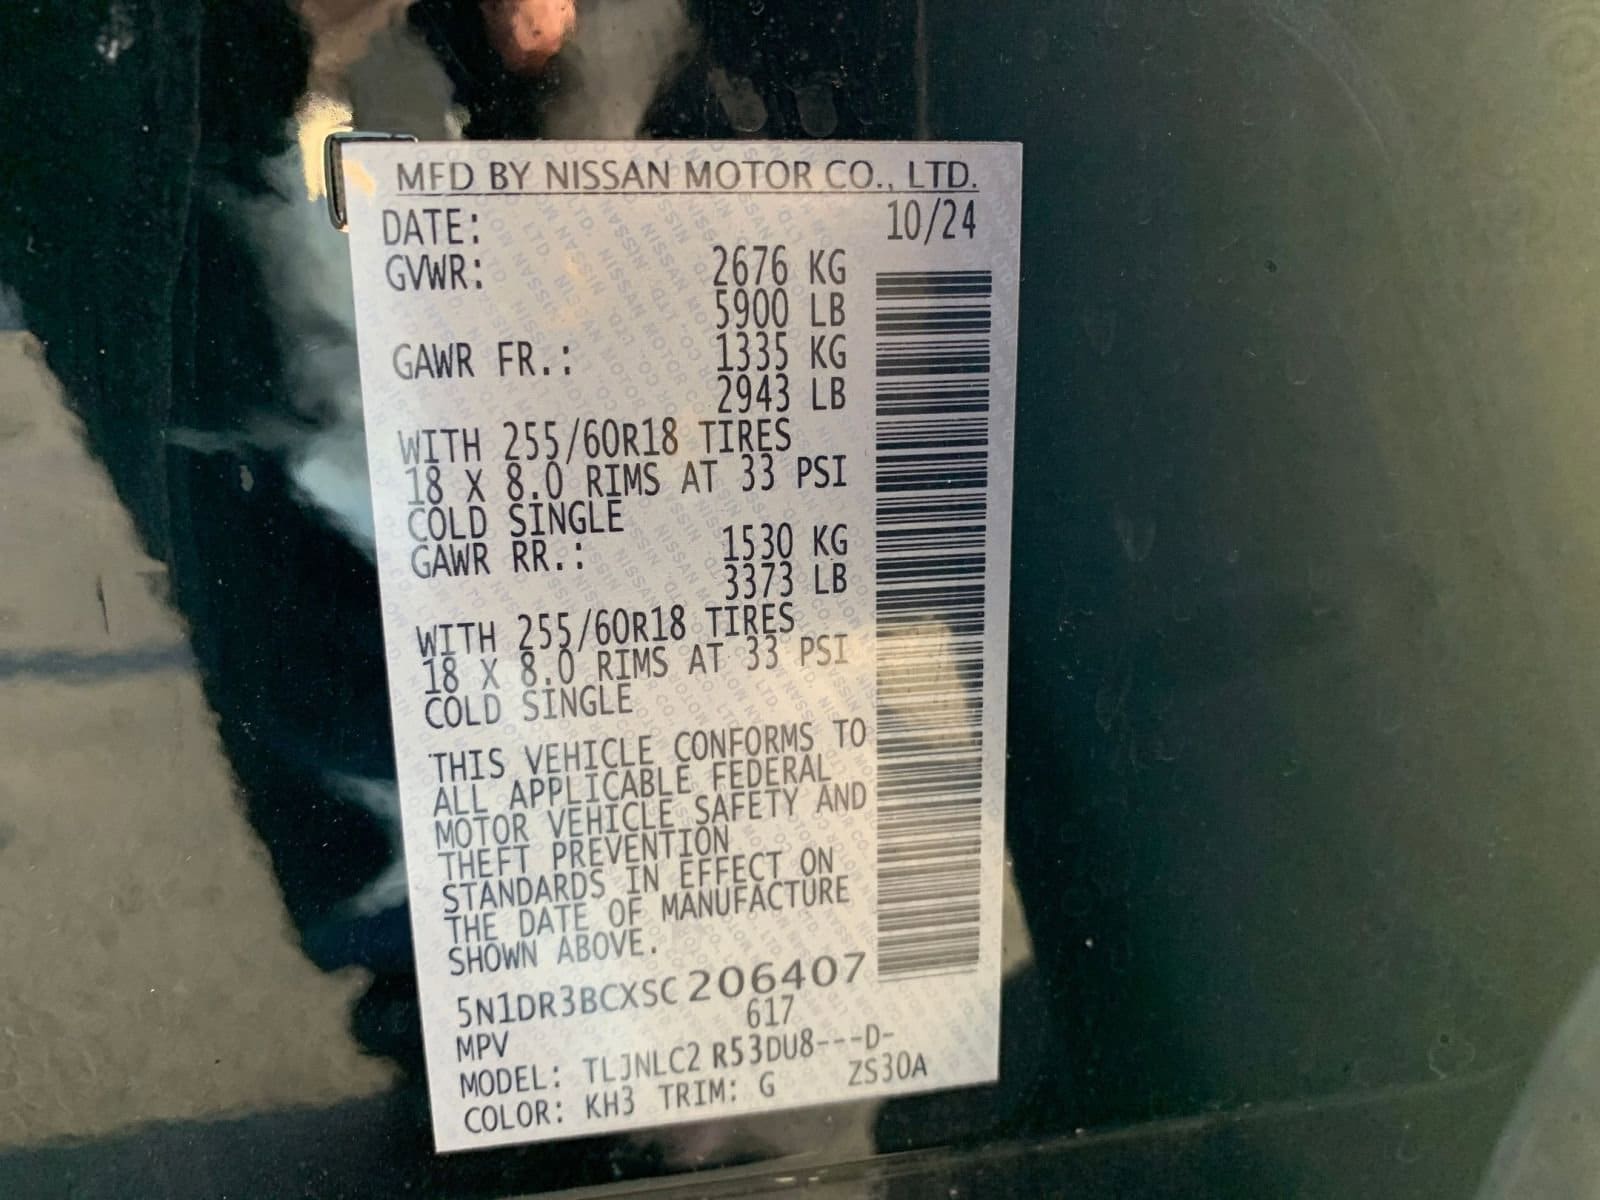 MFD BY NISSAN MOTOR CO., LTD.
DATE: 10/24
GVWR: 2676 KG
5900 LB
GAWR FR.: 1335 KG
2943 LB
WITH 255/60R18 TIRES
18 X 8.0 RIMS AT 33 PSI
COLD SINGLE
GAWR RR.: 1530 KG
3373 LB
WITH 255/60R18 TIRES
18 X 8.0 RIMS AT 33 PSI
COLD SINGLE
THIS VEHICLE CONFORMS TO
ALL APPLICABLE FEDERAL
MOTOR VEHICLE SAFETY AND
THEFT PREVENTION
STANDARDS IN EFFECT ON
THE DATE OF MANUFACTURE
SHOWN ABOVE.
5N1DR3BCXSC206407
MPV 617
MODEL: TLJNLC2 R53DU8---D-
COLOR: KH3 TRIM: G ZS30A